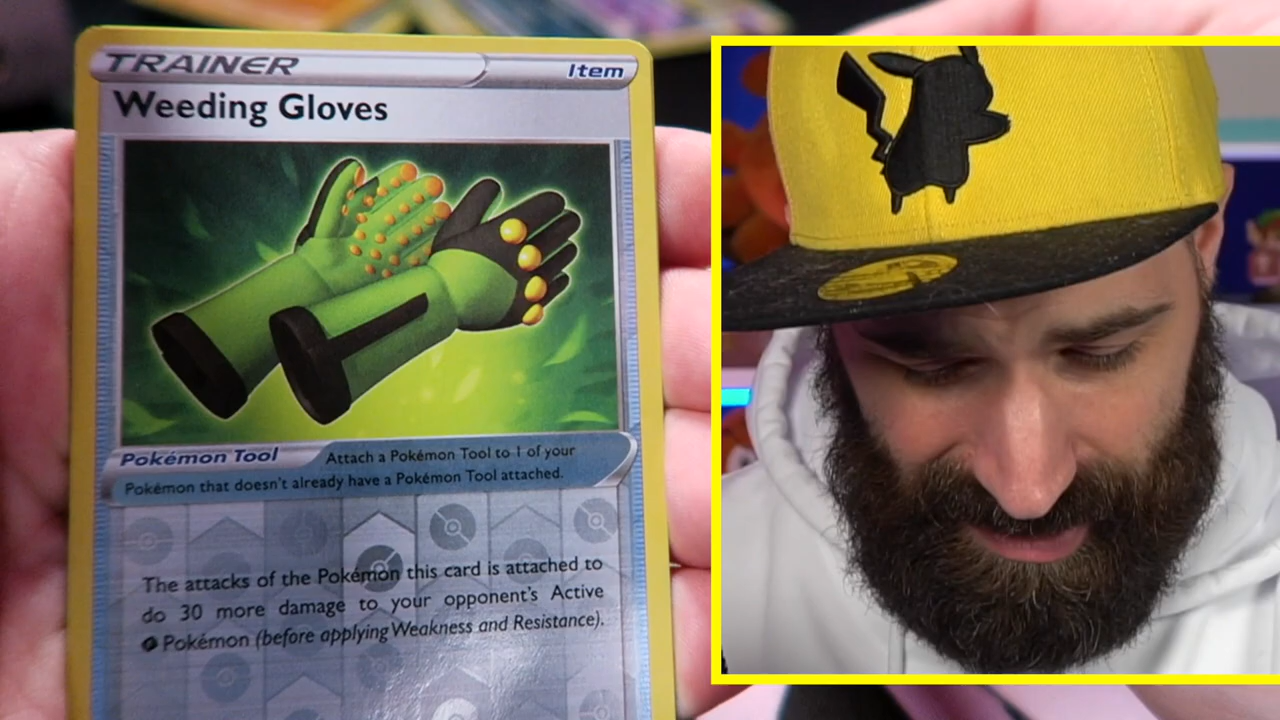 TRAINER
Item
Weeding Gloves
Pokémon Tool
Attach a Pokémon Tool to 1 of your
Pokémon that doesn't already have a Pokémon Tool attached.
The attacks of the Pokémon this card is attached to
do 30 more damage to your opponent's Active
Pokémon (before applying Weakness and Resistance).